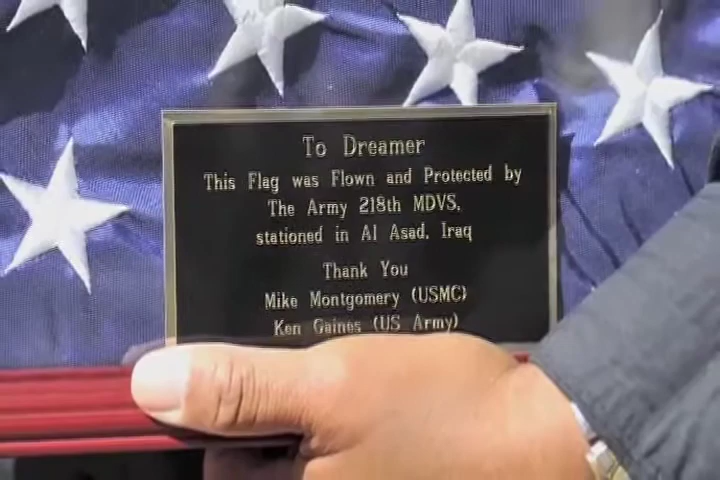 To Dreamer
This Flag was Flown and Protected by
The Army 218th MDVS.
stationed in Al Asad. Iraq
Thank You
Mike Montgomery (USMC)
Ken Gaines (US Army)